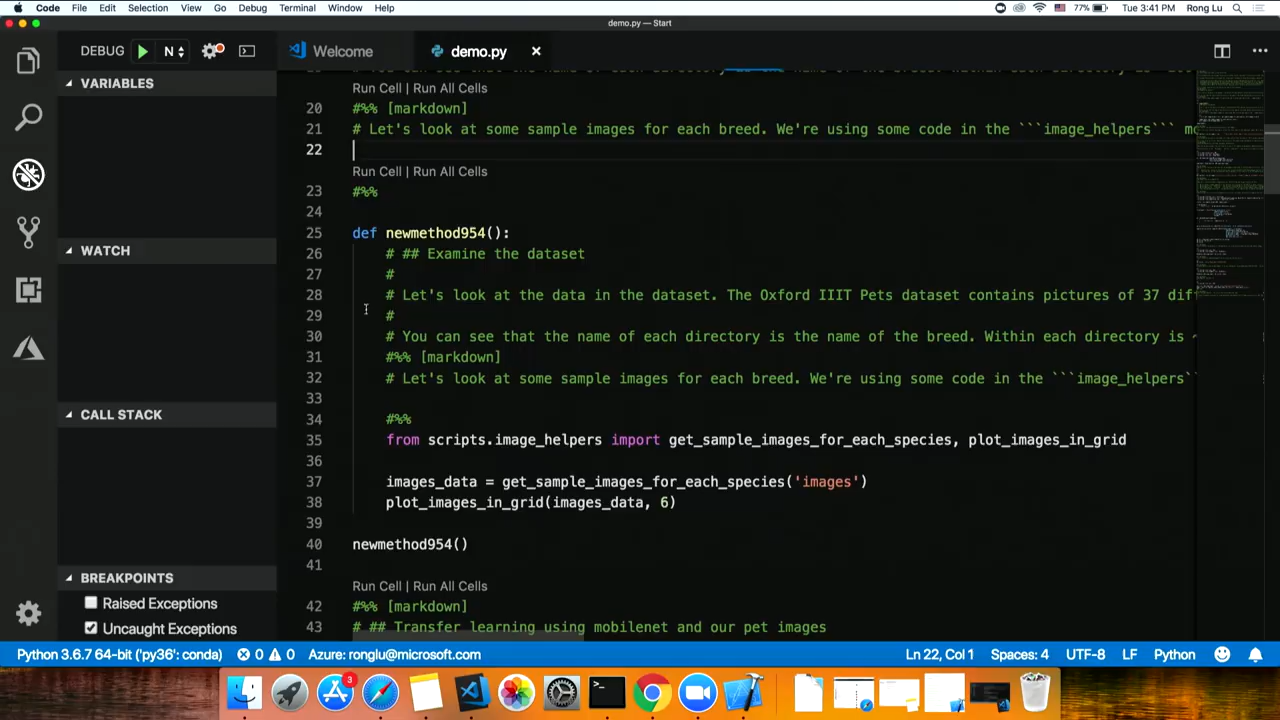 Code File Edit Selection View Go Debug Terminal Window Help 77% Tue 3:41 PM Rong Lu
demo.py — Start
DEBUG N Welcome demo.py
VARIABLES
WATCH
CALL STACK
BREAKPOINTS
Raised Exceptions
Uncaught Exceptions
Run Cell | Run All Cells
20 #%% [markdown]
21 # Let's look at some sample images for each breed. We're using some code in the ```image_helpers```
22
Run Cell | Run All Cells
23 #%%
24
25 def newmethod954():
26 # ## Examine the dataset
27 #
28 # Let's look at the data in the dataset. The Oxford IIIT Pets dataset contains pictures of 37
29 #
30 # You can see that the name of each directory is the name of the breed. Within each directory is ~
31 #%% [markdown]
32 # Let's look at some sample images for each breed. We're using some code in the ```image_helpers``
33
34 #%%
35 from scripts.image_helpers import get_sample_images_for_each_species, plot_images_in_grid
36
37 images_data = get_sample_images_for_each_species('images')
38 plot_images_in_grid(images_data, 6)
39
40 newmethod954()
41
Run Cell | Run All Cells
42 #%% [markdown]
43 # ## Transfer learning using mobilenet and our pet images
Python 3.6.7 64-bit ('py36': conda) 0 0 Azure: ronglu@microsoft.com Ln 22, Col 1 Spaces: 4 UTF-8 LF Python
3